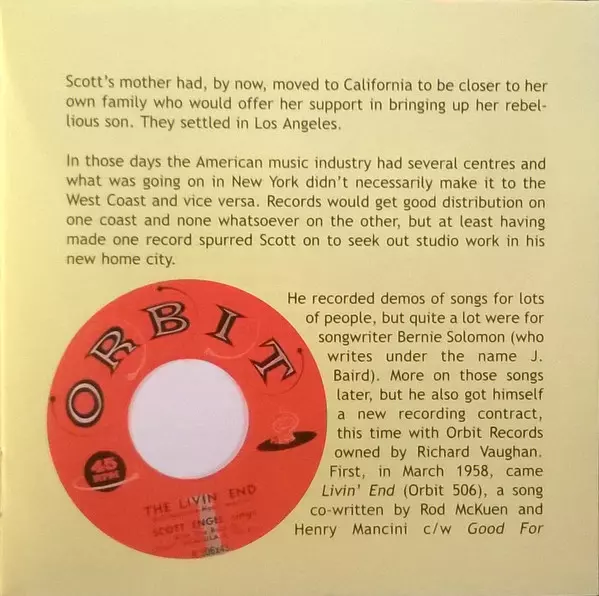 Scott's mother had, by now, moved to California to be closer to her
own family who would offer her support in bringing up her rebel-
lious son. They settled in Los Angeles.
In those days the American music industry had several centres and
what was going on in New York didn't necessarily make it to the
West Coast and vice versa. Records would get good distribution on
one coast and none whatsoever on the other, but at least having
made one record spurred Scott on to seek out studio work in his
new home city.
He recorded demos of songs for lots
of people, but quite a lot were for
songwriter Bernie Solomon (who
writes under the name J.
Baird). More on those songs
later, but he also got himself
a new recording contract,
this time with Orbit Records
owned by Richard Vaughan.
First, in March 1958, came
Livin' End (Orbit 506), a song
co-written by Rod McKuen and
Henry Mancini c/w Good For
ORBIT
45
RPM
THE LIVIN' END
SCOTT ENGEL